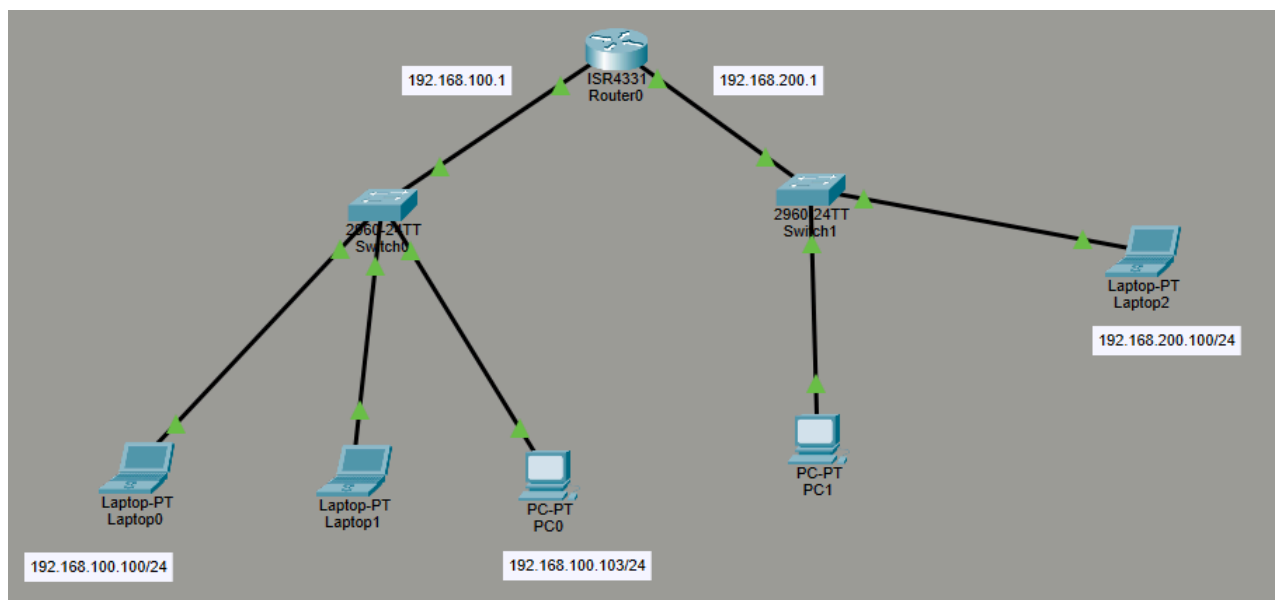 192.168.100.1
ISR4331
Router0
192.168.200.1
2960-24TT
Switch0
2960-24TT
Switch1
Laptop-PT
Laptop2
192.168.200.100/24
Laptop-PT
Laptop0
Laptop-PT
Laptop1
PC-PT
PC0
PC-PT
PC1
192.168.100.100/24
192.168.100.103/24